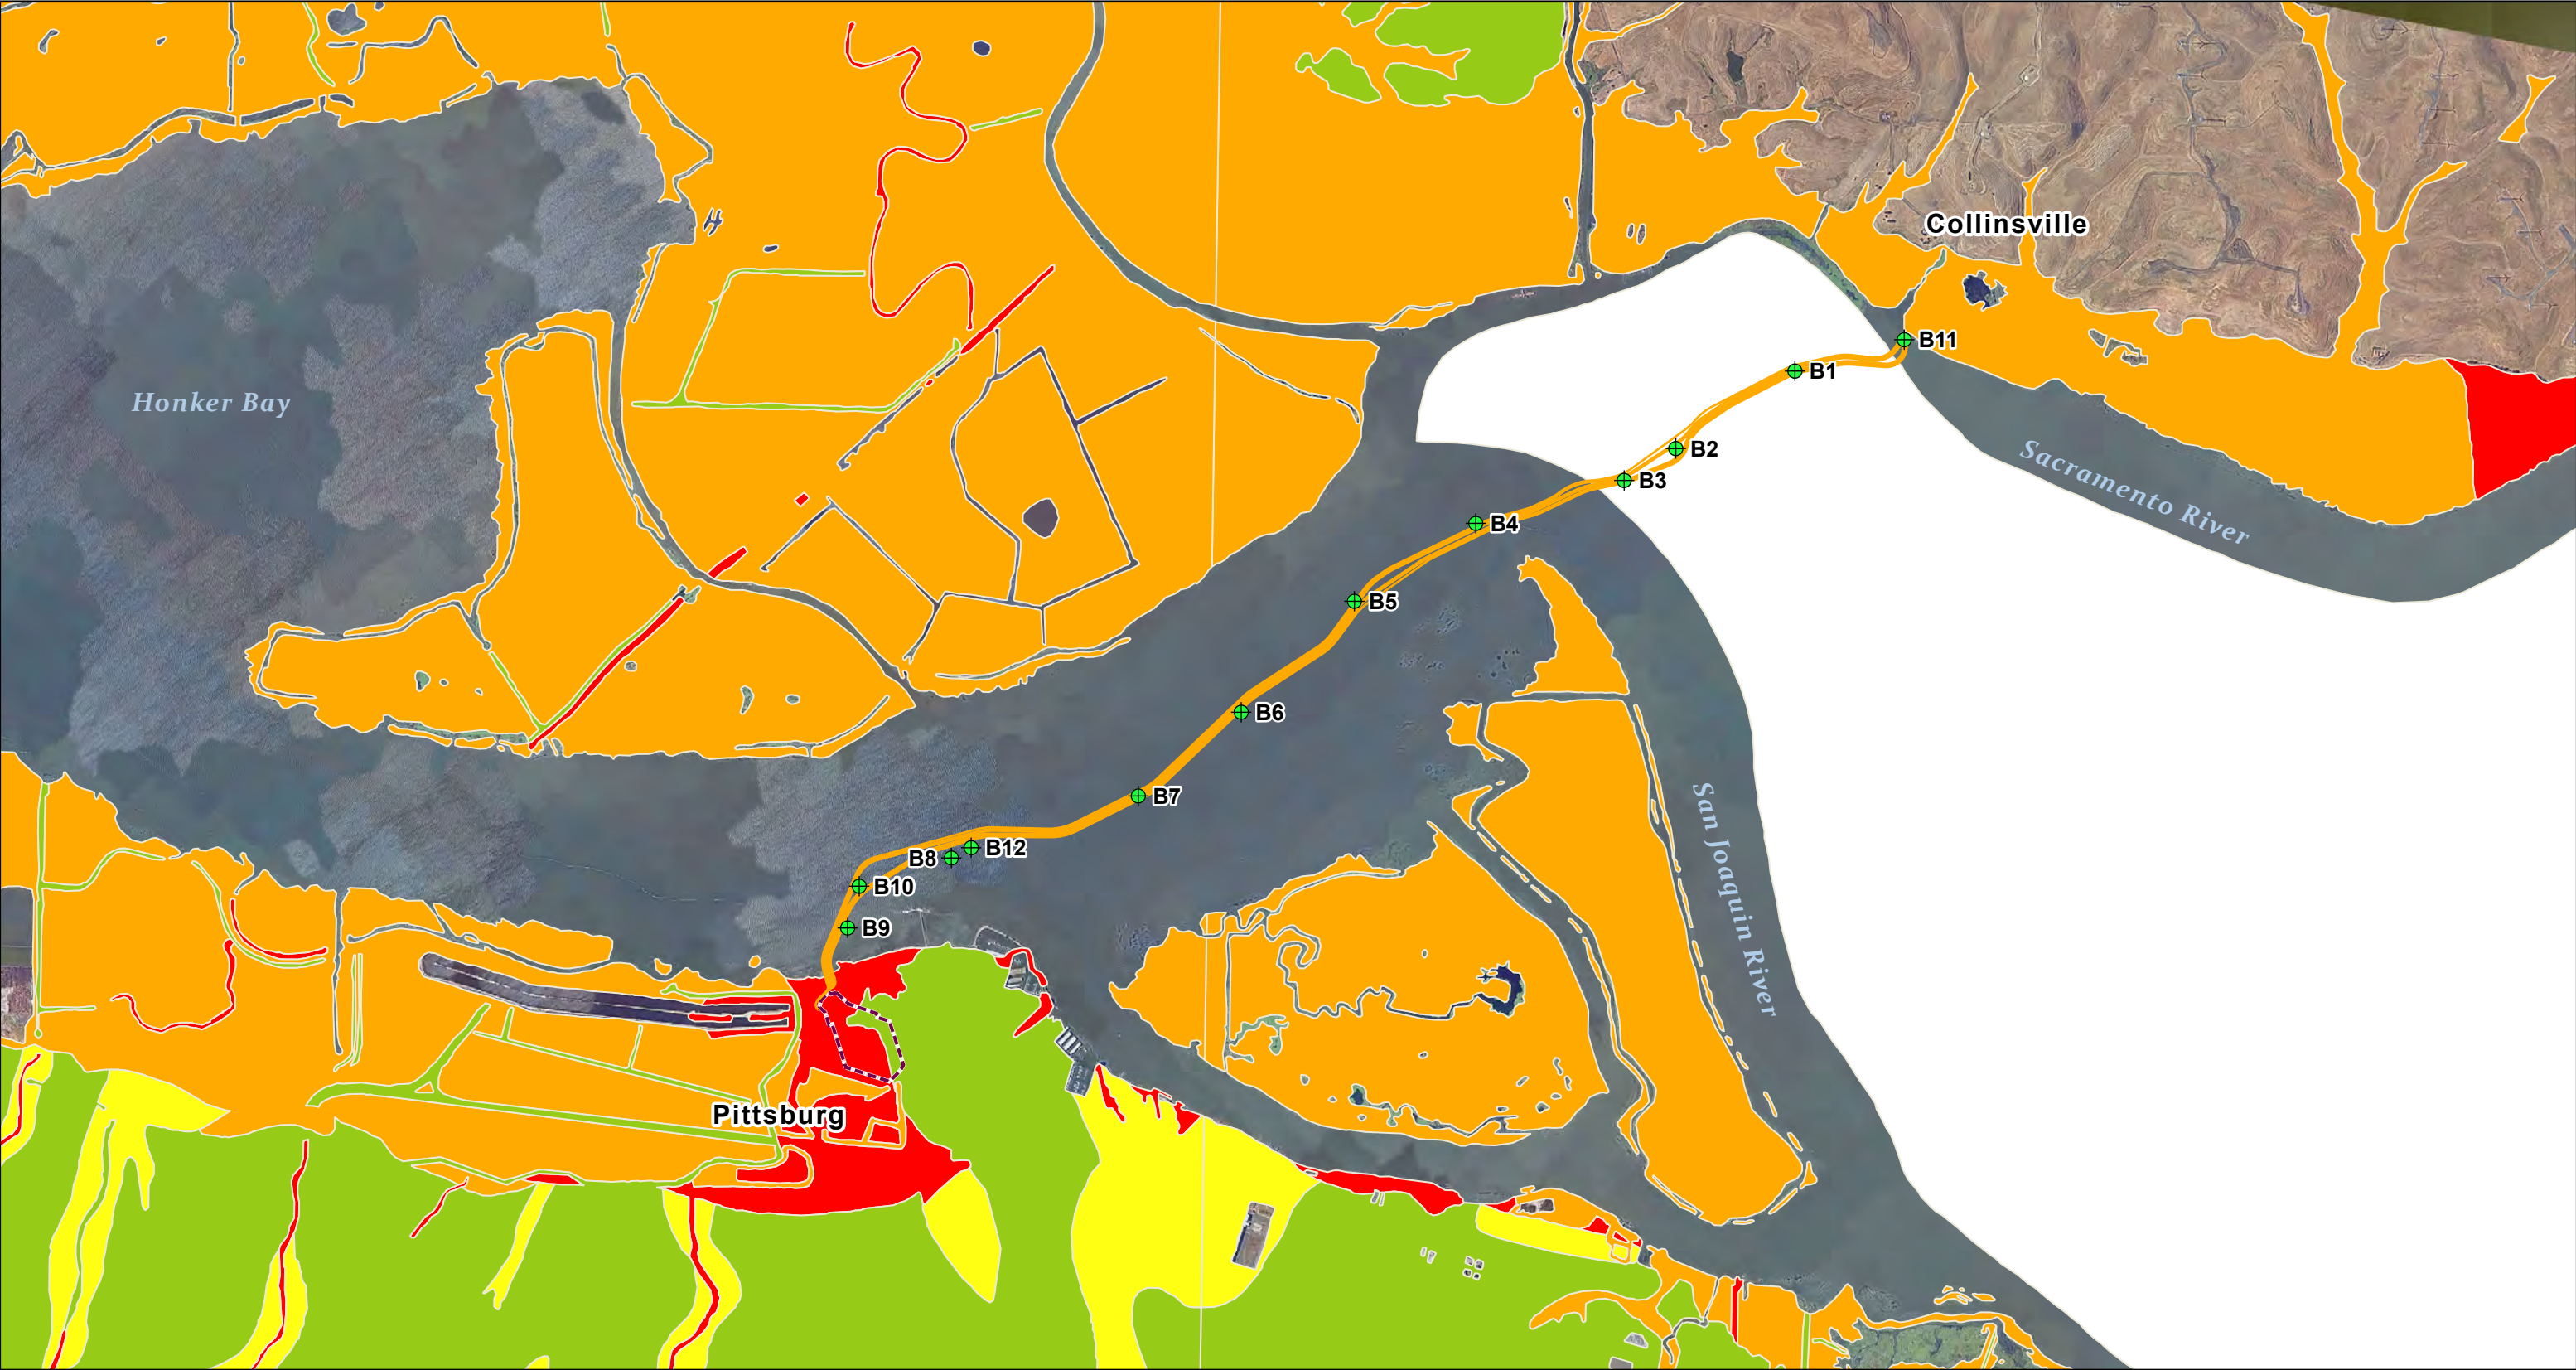 Collinsville
B11
B1
Honker Bay
B2
Sacramento River
B3
B4
B5
B6
B7
San Joaquin River
B12
B8
B10
B9
Pittsburg